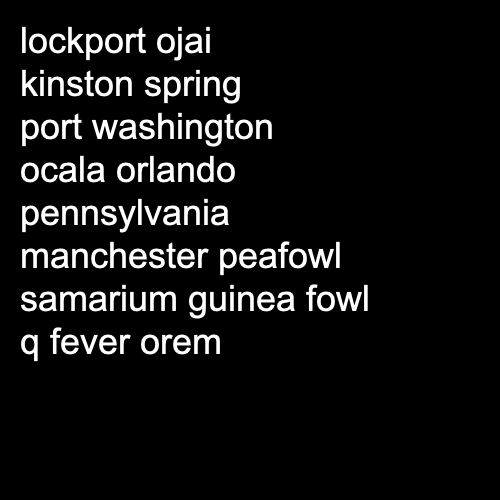 lockport ojai
kinston spring
port washington
ocala orlando
pennsylvania
manchester peafowl
samarium guinea fowl
q fever orem